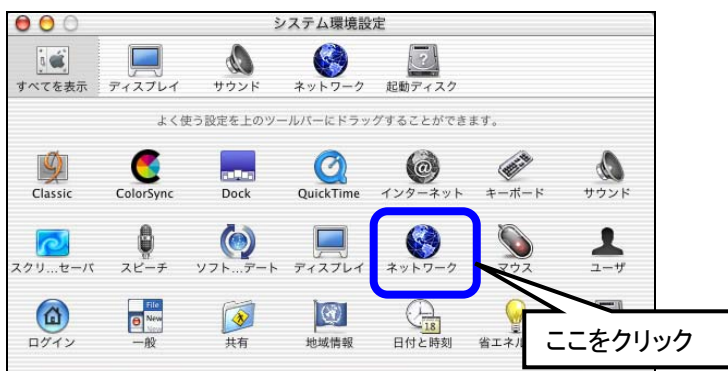 システム環境設定
すべてを表示 ディスプレイ サウンド ネットワーク 起動ディスク
よく使う設定を上のツールバーにドラッグすることができます。
Classic ColorSync Dock QuickTime インターネット キーボード サウンド
スクリ...セーバ スピーチ ソフト...デート ディスプレイ ネットワーク マウス ユーザ
File
New
18
ログイン 一般 共有 地域情報 日付と時刻 省エネル
ここをクリック